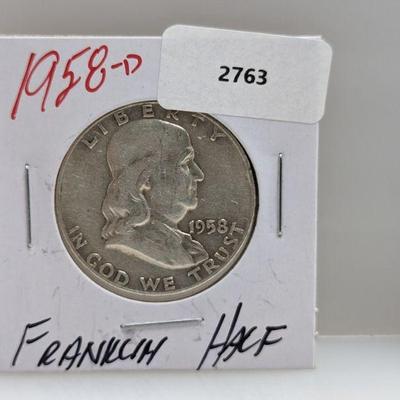 1958-D
2763
LIBERTY
1958
IN GOD WE TRUST
FRANKLIN HALF